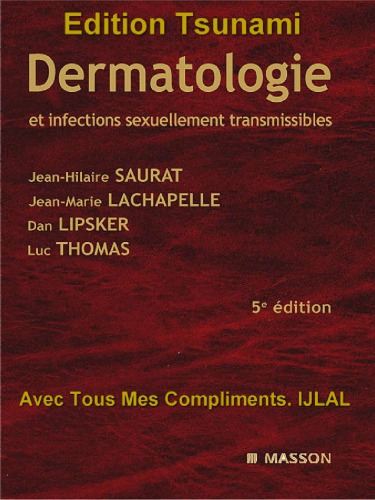 Edition Tsunami
Dermatologie
et infections sexuellement transmissibles
Jean-Hilaire SAURAT
Jean-Marie LACHAPELLE
Dan LIPSKER
Luc THOMAS
5e édition
Avec Tous Mes Compliments. IJLAL
MASSON